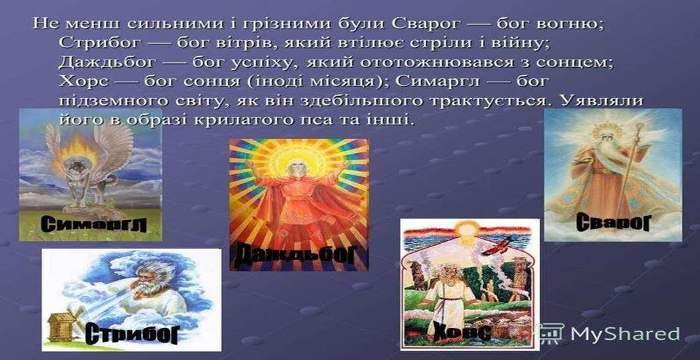 Не менш сильними і грізними були Сварог — бог вогню;
Стрибог — бог вітрів, який втілює стріли і війну;
Даждьбог — бог успіху, який ототожнювався з сонцем;
Хорс — бог сонця (іноді місяця); Симаргл — бог
підземного світу, як він здебільшого трактується. Уявляли
його в образі крилатого пса та інші.
Симаргл
Даждьбог
Сварог
Стрибог
Хорс
MyShared